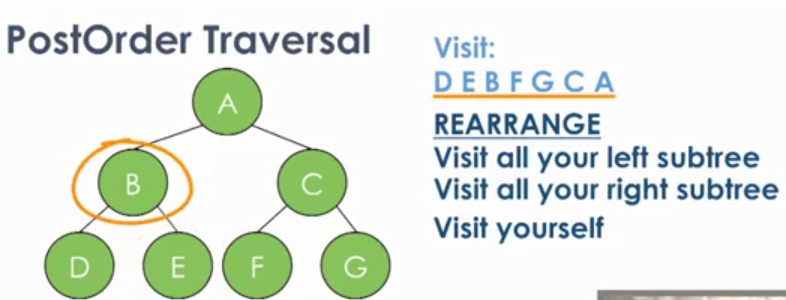 PostOrder Traversal
Visit:
D E B F G C A
REARRANGE
Visit all your left subtree
Visit all your right subtree
Visit yourself
A
B
C
D
E
F
G